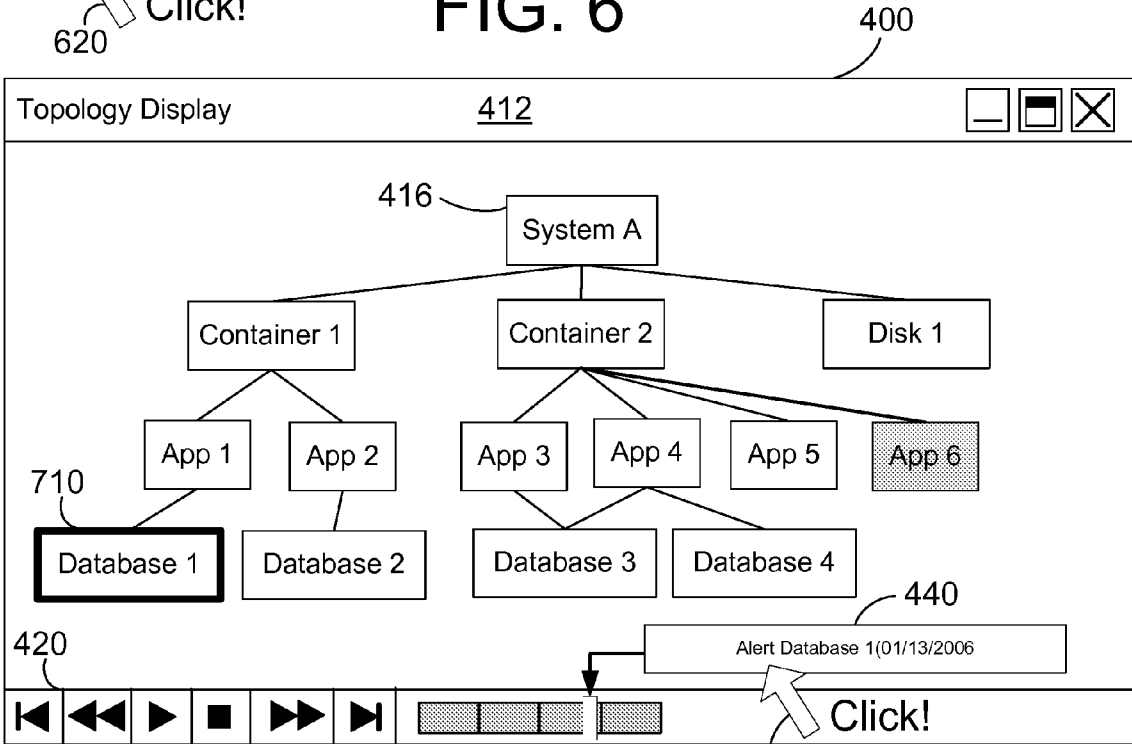 Click!
FIG. 6
620
400
Topology Display
412
416
System A
Container 1
Container 2
Disk 1
App 1
App 2
App 3
App 4
App 5
App 6
710
Database 1
Database 2
Database 3
Database 4
440
Alert Database 1(01/13/2006
420
Click!